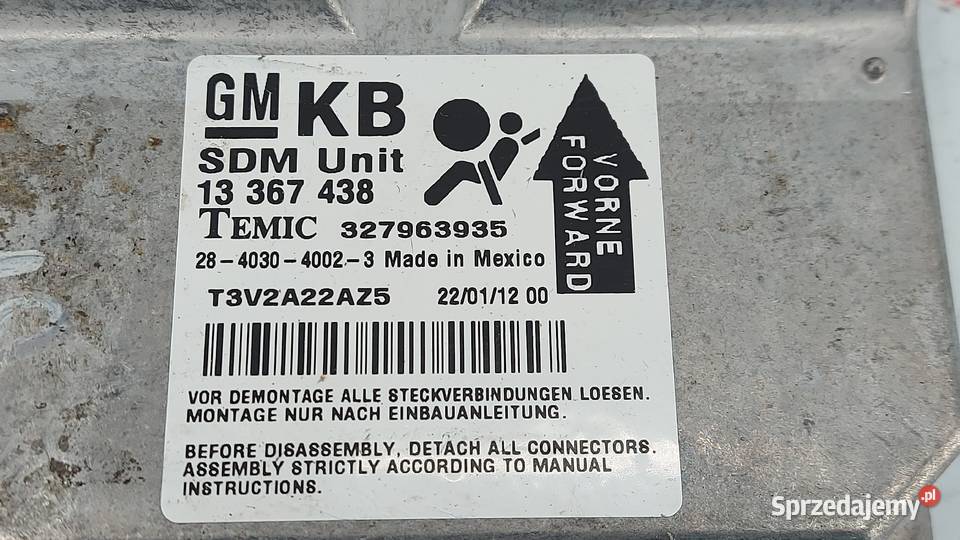 GM KB
SDM Unit
13 367 438
TEMIC 327963935
28-4030-4002-3 Made in Mexico
T3V2A22AZ5 22/01/12 00
VORNE
FORWARD
VOR DEMONTAGE ALLE STECKVERBINDUNGEN LOESEN.
MONTAGE NUR NACH EINBAUANLEITUNG.
BEFORE DISASSEMBLY, DETACH ALL CONNECTORS.
ASSEMBLY STRICTLY ACCORDING TO MANUAL
INSTRUCTIONS.
Sprzedajemy.pl